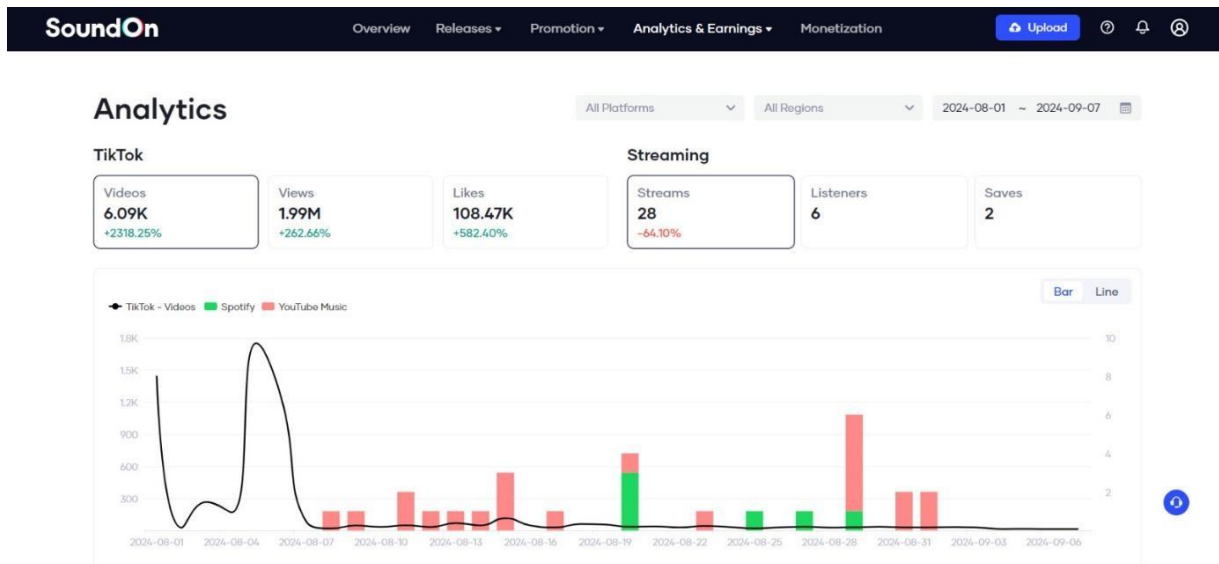 SoundOn
Overview Releases Promotion Analytics & Earnings Monetization Upload
Analytics
All Platforms All Regions 2024-08-01 ~ 2024-09-07
TikTok
Streaming
Videos Views Likes Streams Listeners Saves
6.09K 1.99M 108.47K 28 6 2
+2318.25% +262.66% +582.40% -64.10%
Bar Line
TikTok - Videos Spotify YouTube Music
1.8K 10
1.5K 8
1.2K 6
900
600 4
300 2
2024-08-01 2024-08-04 2024-08-07 2024-08-10 2024-08-13 2024-08-16 2024-08-19 2024-08-22 2024-08-25 2024-08-28 2024-08-31 2024-09-03 2024-09-06